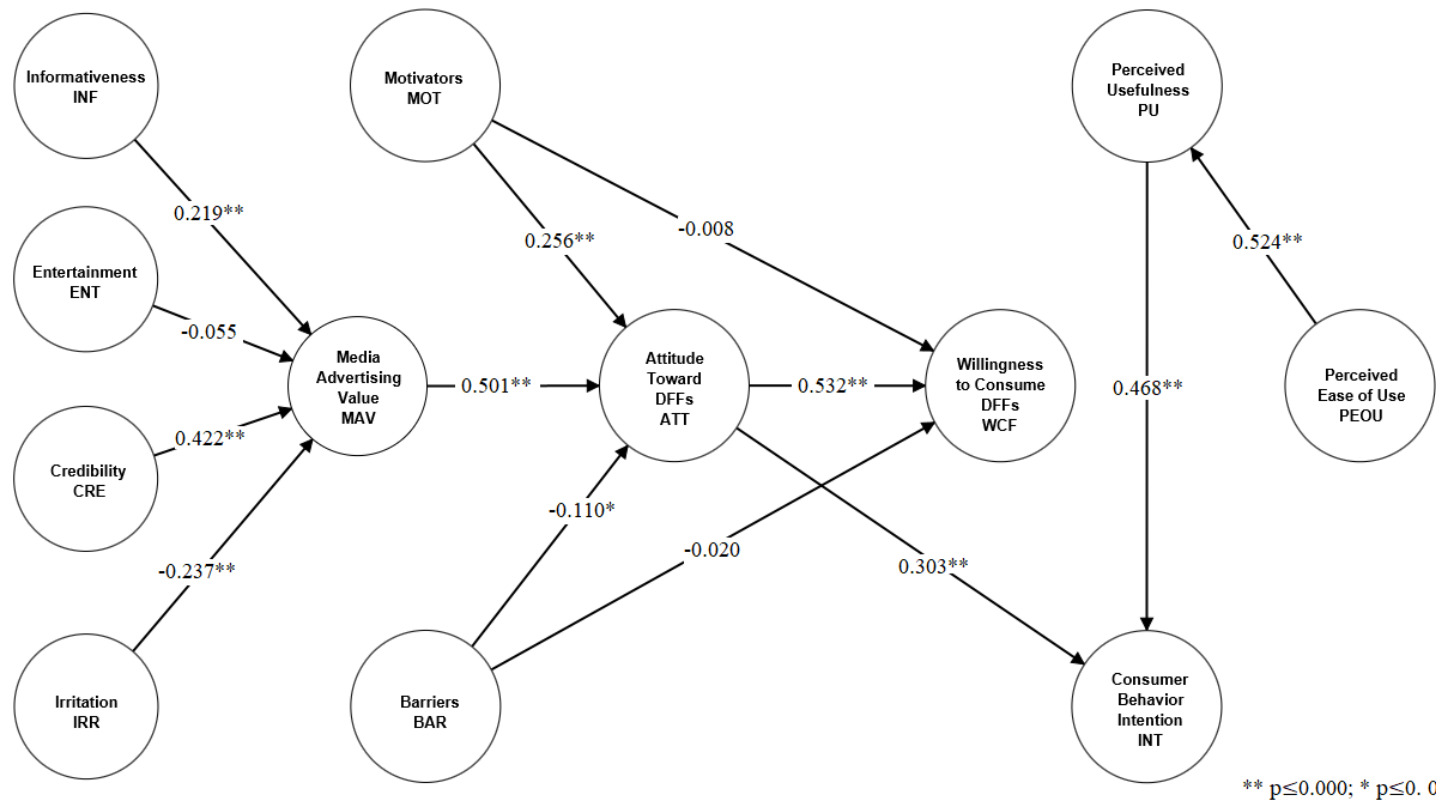 Informativeness
INF
Motivators
MOT
Perceived
Usefulness
PU
0.219**
0.256**
-0.008
0.524**
Entertainment
ENT
-0.055
Media
Advertising
Value
MAV
0.501**
Attitude
Toward
DFFs
ATT
0.532**
Willingness
to Consume
DFFs
WCF
0.468**
Perceived
Ease of Use
PEOU
0.422**
Credibility
CRE
-0.110*
-0.020
0.303**
-0.237**
Irritation
IRR
Barriers
BAR
Consumer
Behavior
Intention
INT
** p≤0.000; * p≤0. 0